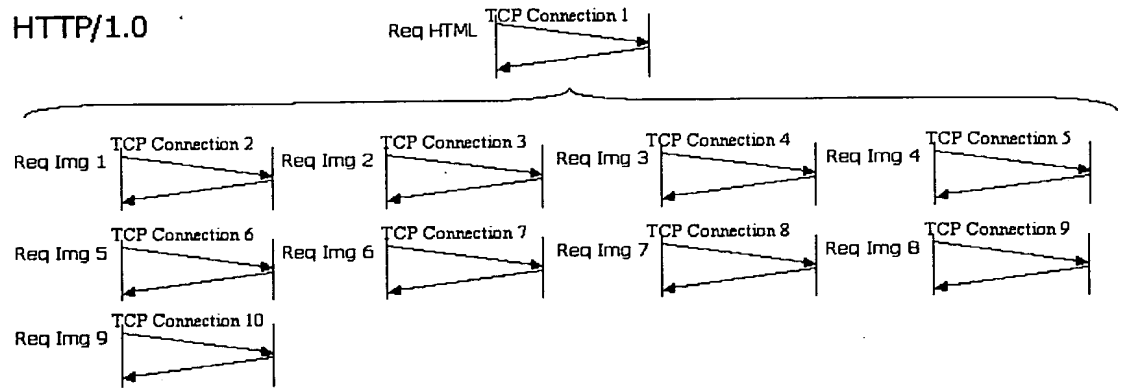 HTTP/1.0
Req HTML
TCP Connection 1
Req Img 1
TCP Connection 2
Req Img 2
TCP Connection 3
Req Img 3
TCP Connection 4
Req Img 4
TCP Connection 5
Req Img 5
TCP Connection 6
Req Img 6
TCP Connection 7
Req Img 7
TCP Connection 8
Req Img 8
TCP Connection 9
Req Img 9
TCP Connection 10